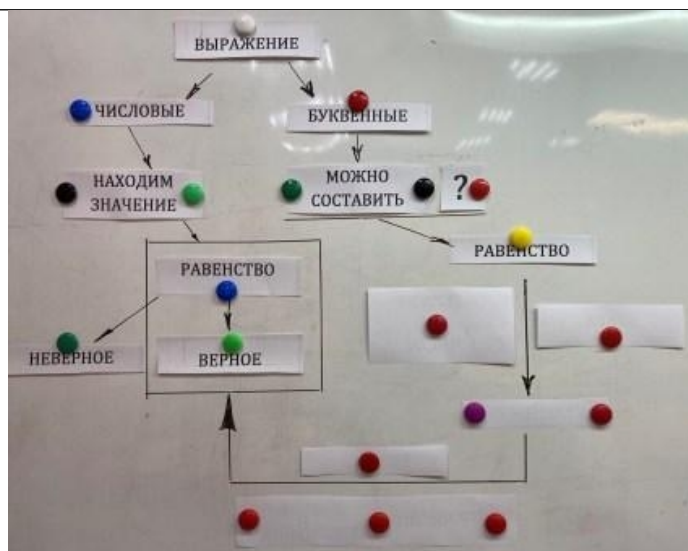 ВЫРАЖЕНИЕ
ЧИСЛОВЫЕ
БУКВЕННЫЕ
НАХОДИМ
ЗНАЧЕНИЕ
МОЖНО
СОСТАВИТЬ
?
РАВЕНСТВО
РАВЕНСТВО
НЕВЕРНОЕ
ВЕРНОЕ